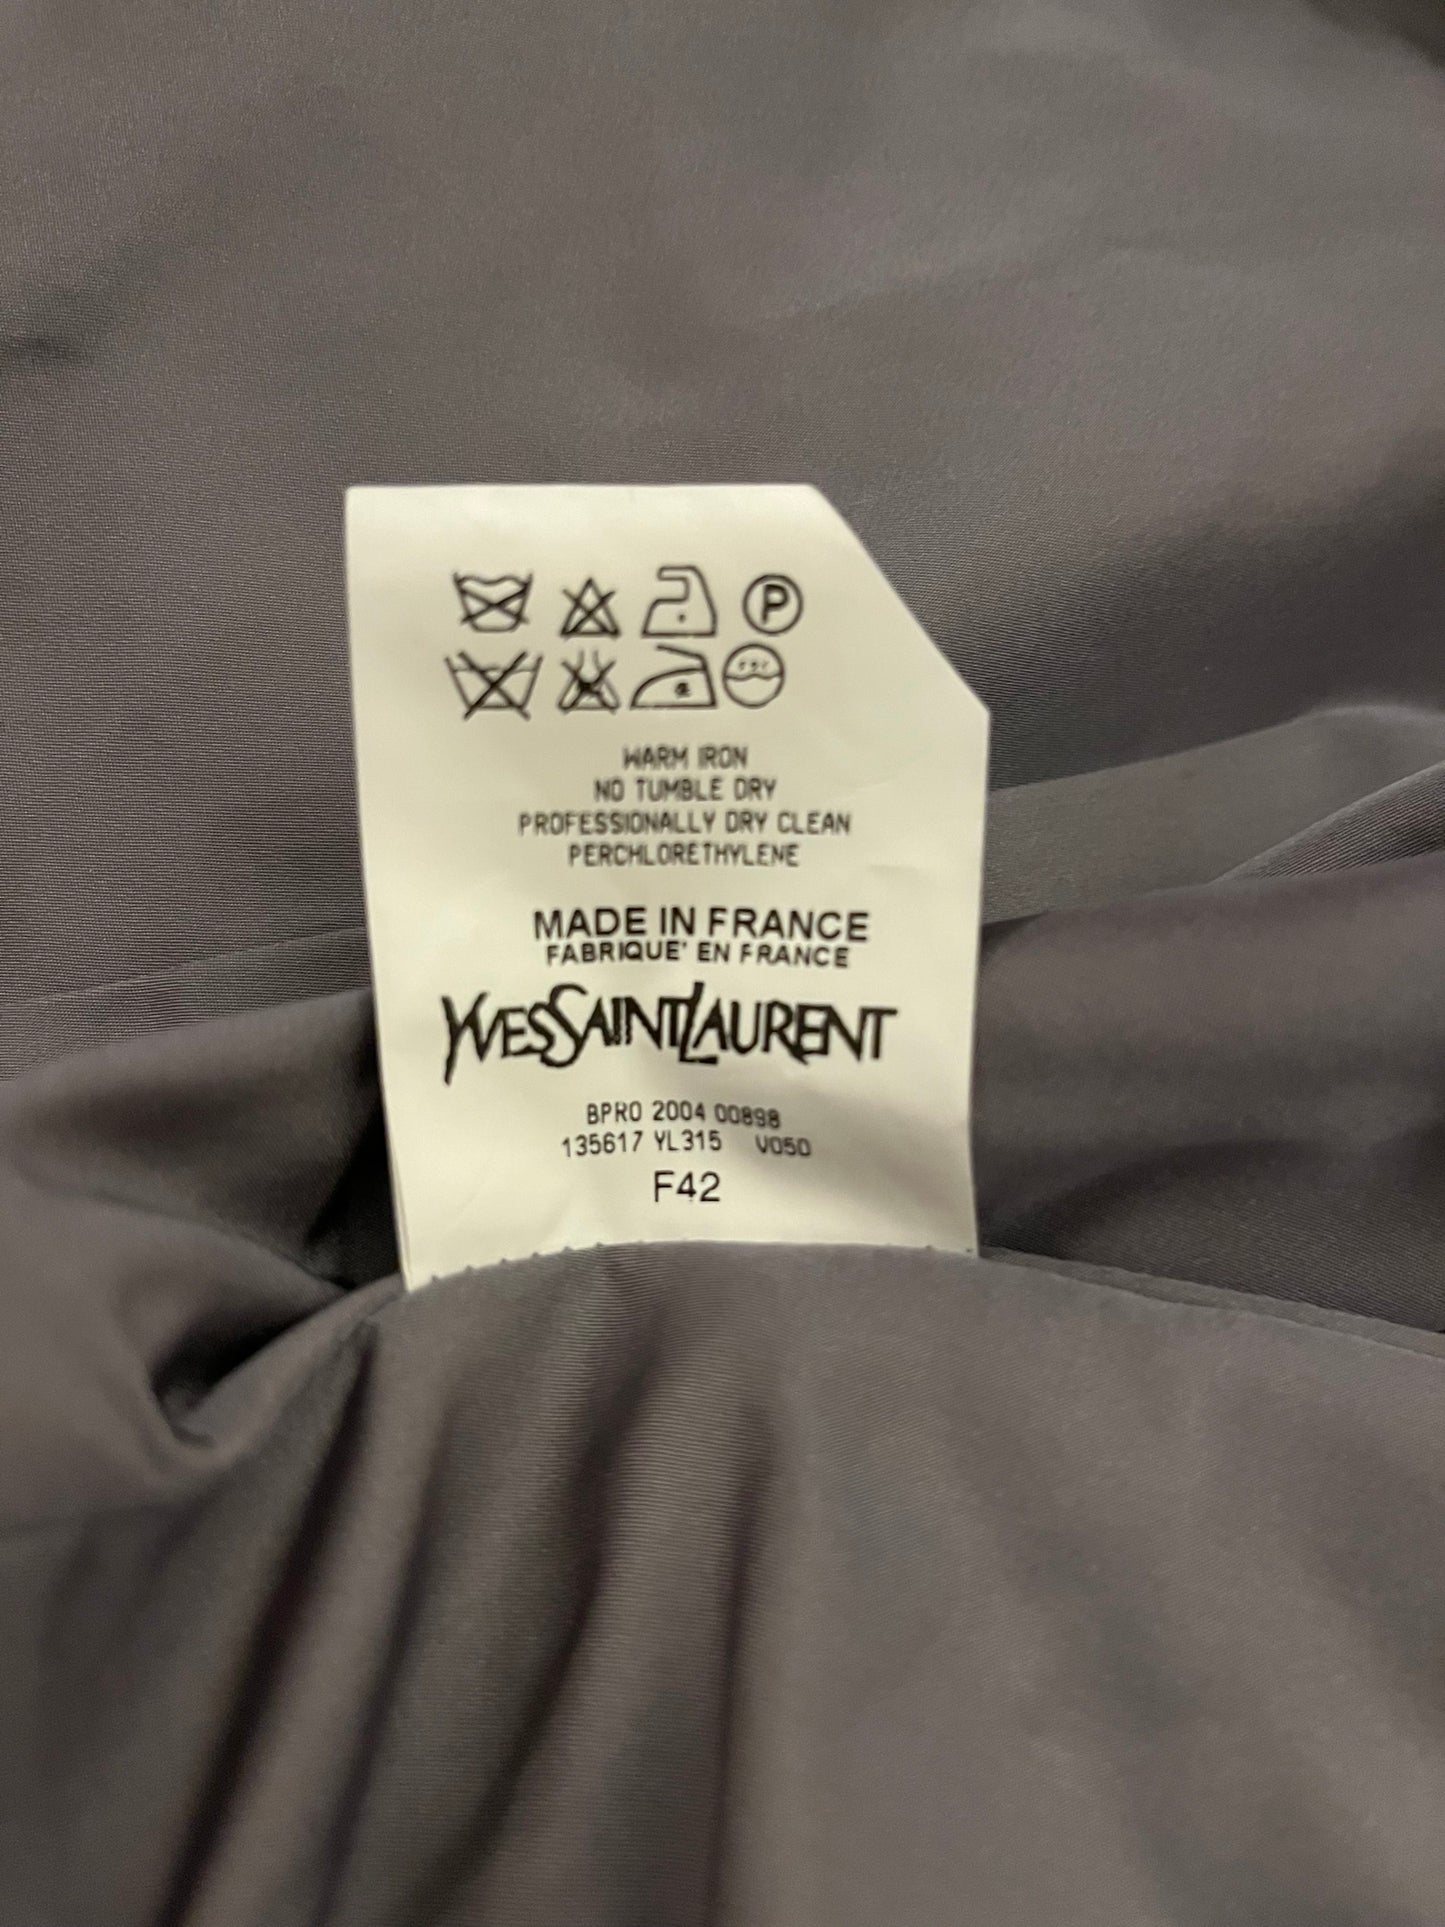 P
WARM IRON
NO TUMBLE DRY
PROFESSIONALLY DRY CLEAN
PERCHLORETHYLENE
MADE IN FRANCE
FABRIQUE' EN FRANCE
YVESSAINTLAURENT
BPRO 2004 00898
135617 YL315 V050
F42